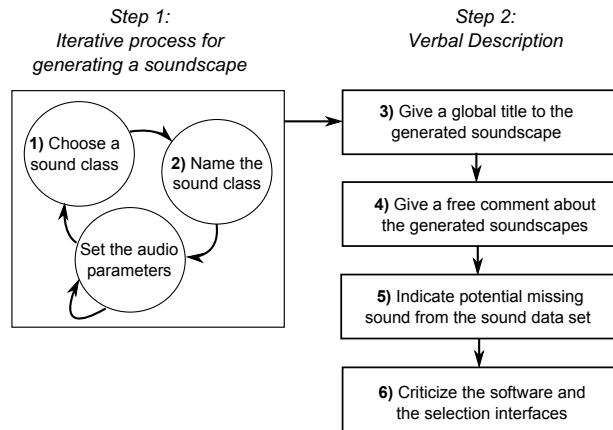 Step 1:
Iterative process for
generating a soundscape
1) Choose a
sound class
2) Name the
sound class
Set the audio
parameters
Step 2:
Verbal Description
3) Give a global title to the
generated soundscape
4) Give a free comment about
the generated soundscapes
5) Indicate potential missing
sound from the sound data set
6) Criticize the software and
the selection interfaces